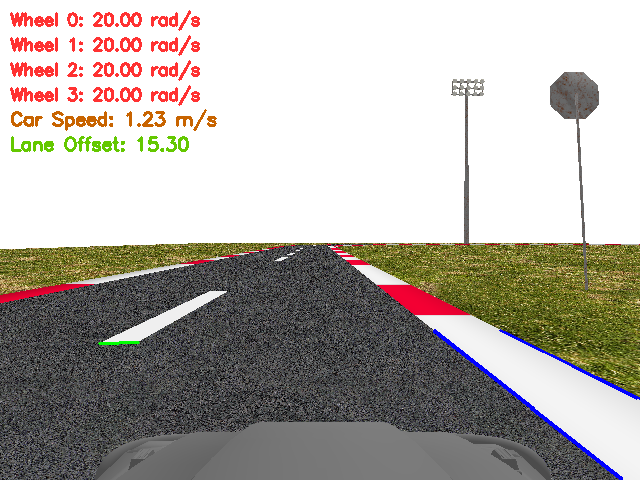 Wheel 0: 20.00 rad/s
Wheel 1: 20.00 rad/s
Wheel 2: 20.00 rad/s
Wheel 3: 20.00 rad/s
Car Speed: 1.23 m/s
Lane Offset: 15.30